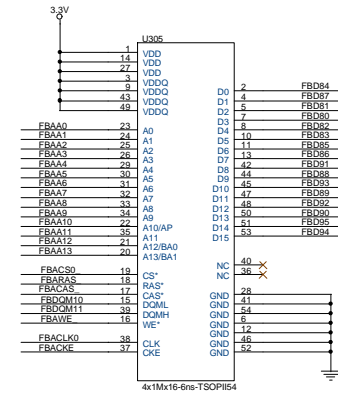 3.3V
U305
1 VDD
14 VDD
27 VDD
3 VDDQ
9 VDDQ D0 2 FBD84
43 VDDQ D1 4 FBD87
49 VDDQ D2 5 FBD81
D3 7 FBD80
FBAA0 23 A0 D4 8 FBD82
FBAA1 24 A1 D5 10 FBD83
FBAA2 25 A2 D6 11 FBD85
FBAA3 26 A3 D7 13 FBD86
FBAA4 29 A4 D8 42 FBD91
FBAA5 30 A5 D9 44 FBD88
FBAA6 31 A6 D10 45 FBD93
FBAA7 32 A7 D11 47 FBD89
FBAA8 33 A8 D12 48 FBD92
FBAA9 34 A9 D13 50 FBD90
FBAA10 22 A10/AP D14 51 FBD95
FBAA11 35 A11 D15 53 FBD94
FBAA12 21 A12/BA0
FBAA13 20 A13/BA1
NC 40
FBACS0_ 19 CS* NC 36
FBARAS_ 18 RAS*
FBACAS_ 17 CAS* GND 28
FBDQM10 15 DQML GND 41
FBDQM11 39 DQMH GND 54
FBAWE_ 16 WE* GND 6
GND 12
FBACLK0 38 CLK GND 46
FBACKE 37 CKE GND 52
4x1Mx16-6ns-TSOPII54